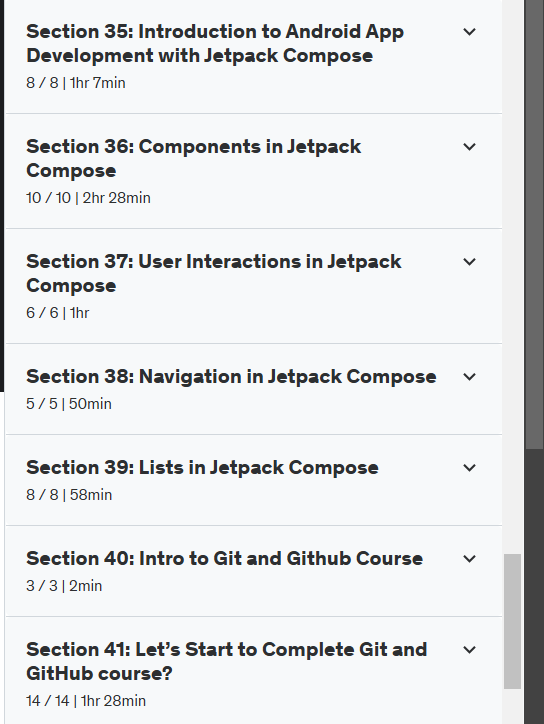 Section 35: Introduction to Android App
Development with Jetpack Compose
8 / 8 | 1hr 7min
Section 36: Components in Jetpack
Compose
10 / 10 | 2hr 28min
Section 37: User Interactions in Jetpack
Compose
6 / 6 | 1hr
Section 38: Navigation in Jetpack Compose
5 / 5 | 50min
Section 39: Lists in Jetpack Compose
8 / 8 | 58min
Section 40: Intro to Git and Github Course
3 / 3 | 2min
Section 41: Let’s Start to Complete Git and
GitHub course?
14 / 14 | 1hr 28min